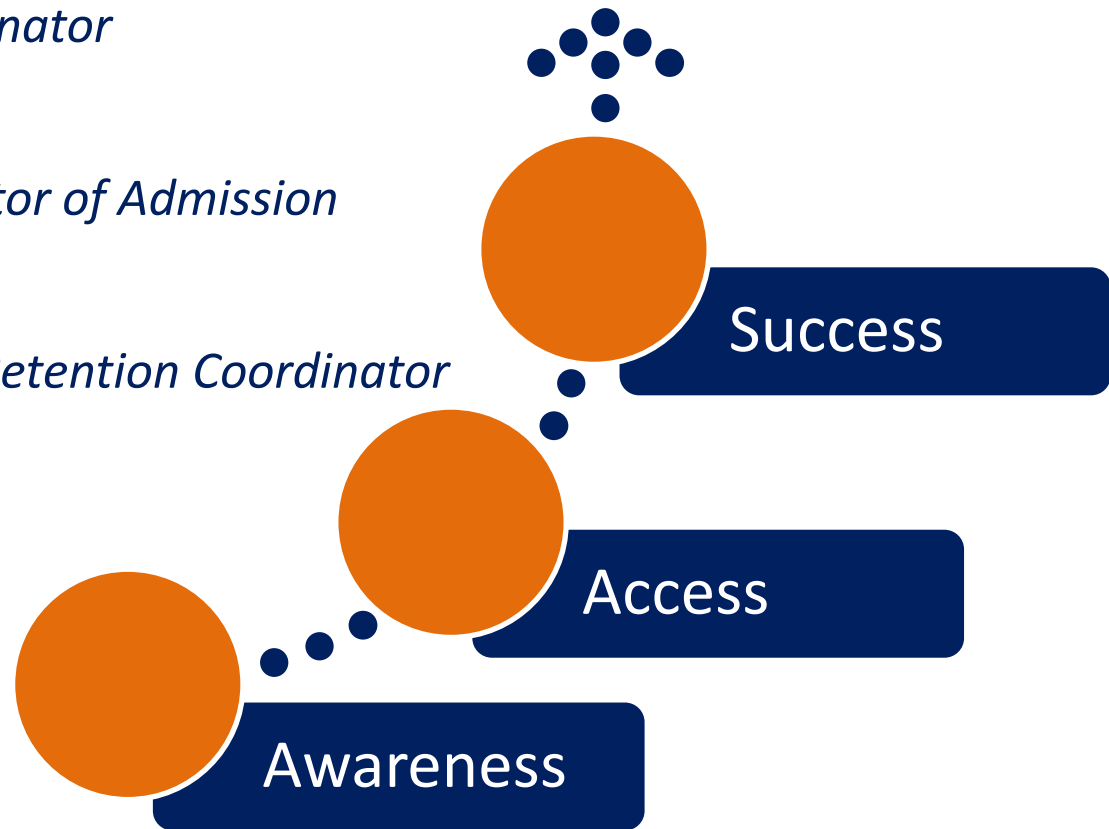 nator
tor of Admission
etention Coordinator
Success
Access
Awareness